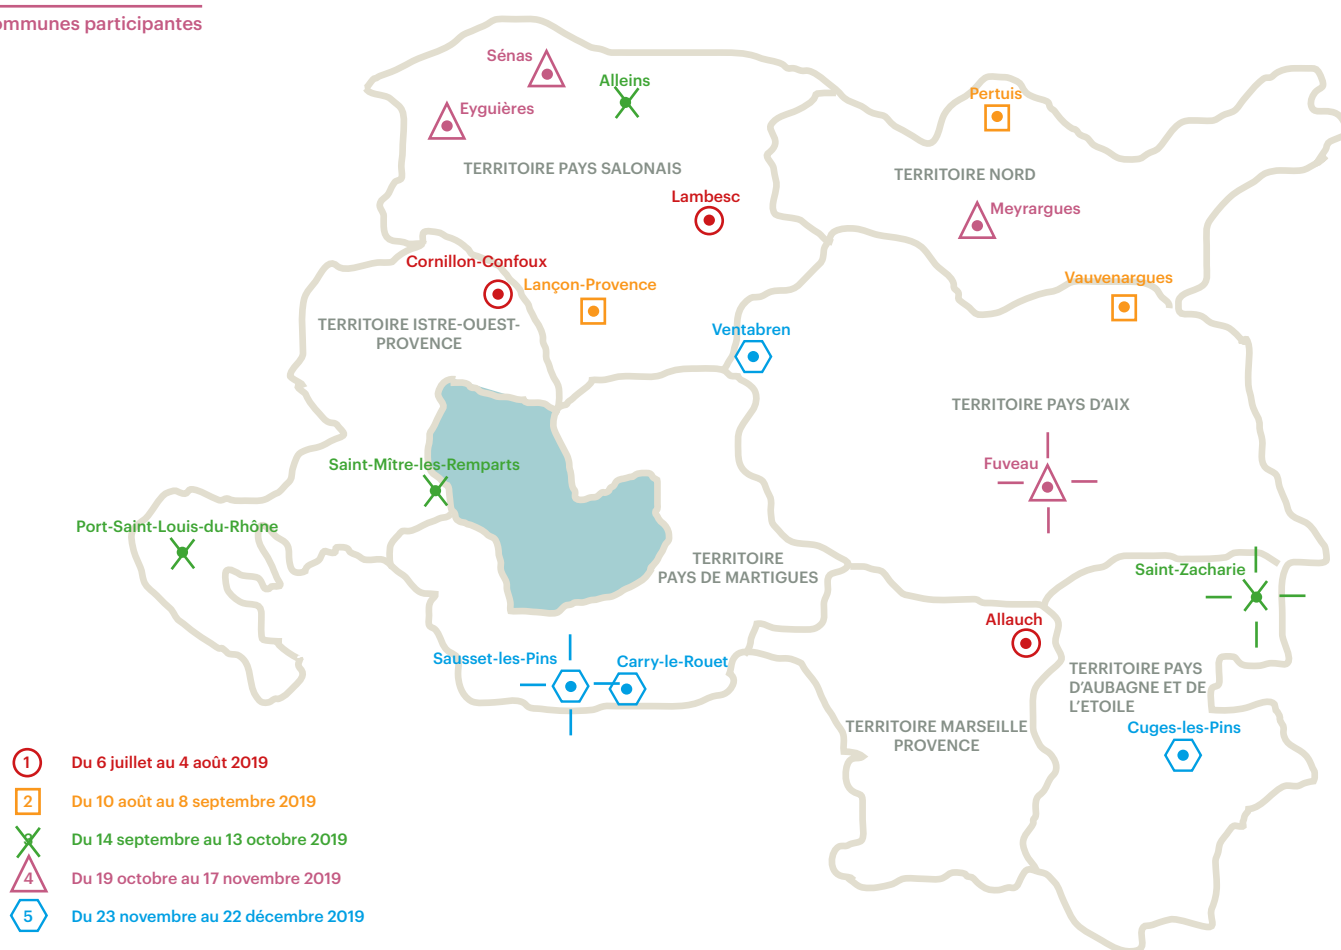 ommunes participantes
Sénas
Alleins
Eyguières
Pertuis
TERRITOIRE PAYS SALONAIS
TERRITOIRE NORD
Lambesc
Meyrargues
Cornillon-Confoux
Lançon-Provence
Vauvenargues
TERRITOIRE ISTRE-OUEST-
PROVENCE
Ventabren
TERRITOIRE PAYS D'AIX
Saint-Mître-les-Remparts
Fuveau
Port-Saint-Louis-du-Rhône
TERRITOIRE
PAYS DE MARTIGUES
Saint-Zacharie
Allauch
Sausset-les-Pins
Carry-le-Rouet
TERRITOIRE PAYS
D'AUBAGNE ET DE
L'ETOILE
TERRITOIRE MARSEILLE
PROVENCE
Cuges-les-Pins
1 Du 6 juillet au 4 août 2019
2 Du 10 août au 8 septembre 2019
3 Du 14 septembre au 13 octobre 2019
4 Du 19 octobre au 17 novembre 2019
5 Du 23 novembre au 22 décembre 2019